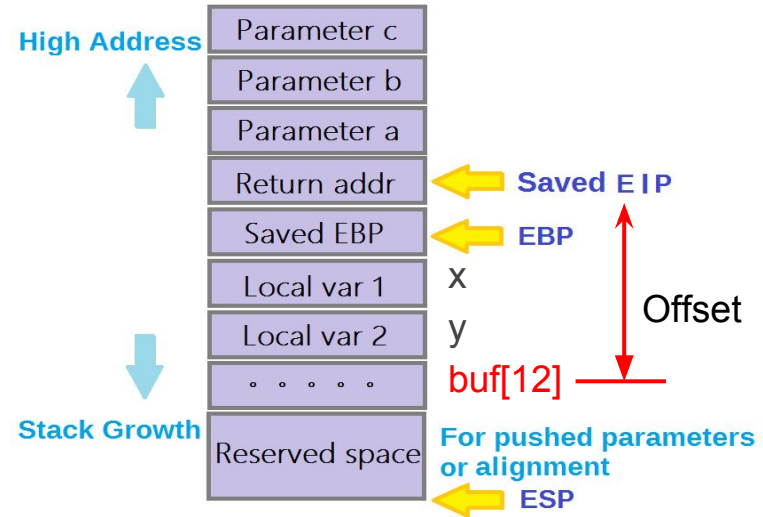 Parameter c
High Address
Parameter b
Parameter a
Return addr
Saved EIP
Saved EBP
EBP
Local var 1
x
Offset
Local var 2
y
。。。。。
buf[12]
Stack Growth
Reserved space
For pushed parameters
or alignment
ESP